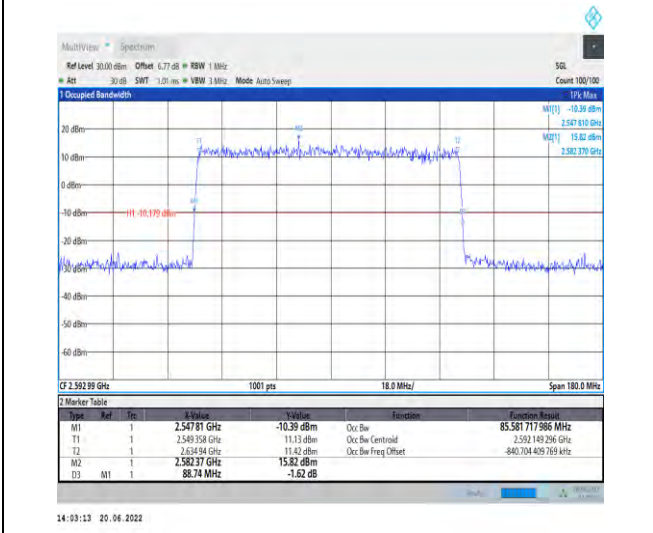 MultiView Spectrum
Ref Level 30.00 dBm Offset 6.77 dB RBW 1 MHz SGL
Att 30 dB SWT 1.01 ms VBW 3 MHz Mode Auto Sweep Count 100/100
1 Occupied Bandwidth 1Pk Max
M1[1] -10.39 dBm
2.547 810 GHz
M2[1] 15.82 dBm
2.582 370 GHz
20 dBm
M2
T1 T2
10 dBm
0 dBm
M1
-10 dBm H1 -10.179 dBm
-20 dBm
-30 dBm
-40 dBm
-50 dBm
-60 dBm
CF 2.592 99 GHz 1001 pts 18.0 MHz/ Span 180.0 MHz
2 Marker Table
Type Ref Trc X-Value Y-Value Function Function Result
M1 1 2.547 81 GHz -10.39 dBm Occ Bw 85.581 717 986 MHz
T1 1 2.549 358 GHz 11.13 dBm Occ Bw Centroid 2.592 149 296 GHz
T2 1 2.634 94 GHz 11.42 dBm Occ Bw Freq Offset -840.704 409 769 kHz
M2 1 2.582 37 GHz 15.82 dBm
D3 M1 1 88.74 MHz -1.62 dB
14:03:13 20.06.2022